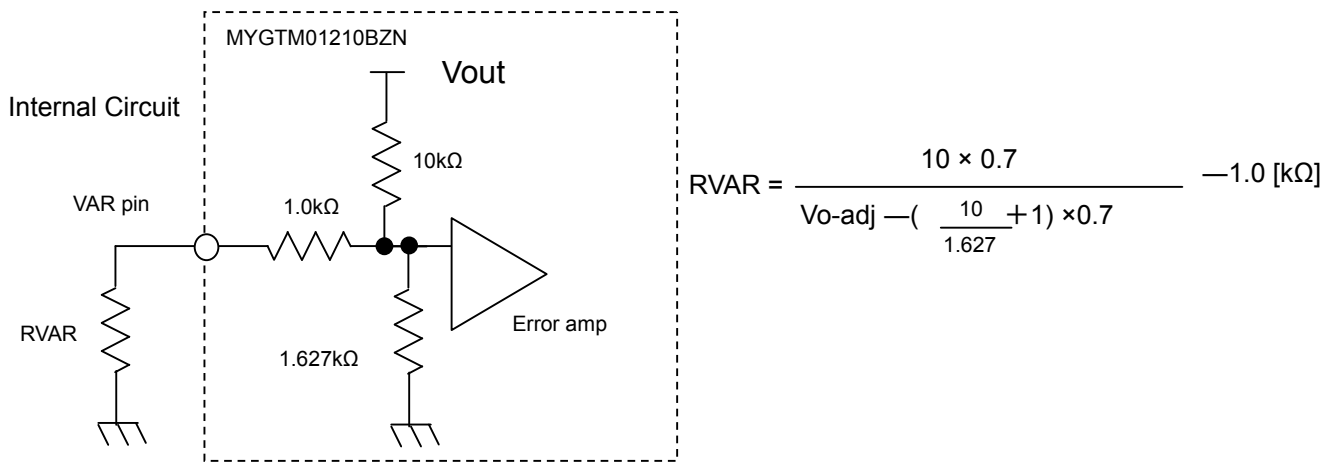 MYGTM01210BZN
Vout
Internal Circuit
10kΩ
VAR pin
1.0kΩ
RVAR
1.627kΩ
Error amp
RVAR =
10 × 0.7
Vo-adj —( 10 +1) ×0.7
1.627
—1.0 [kΩ]